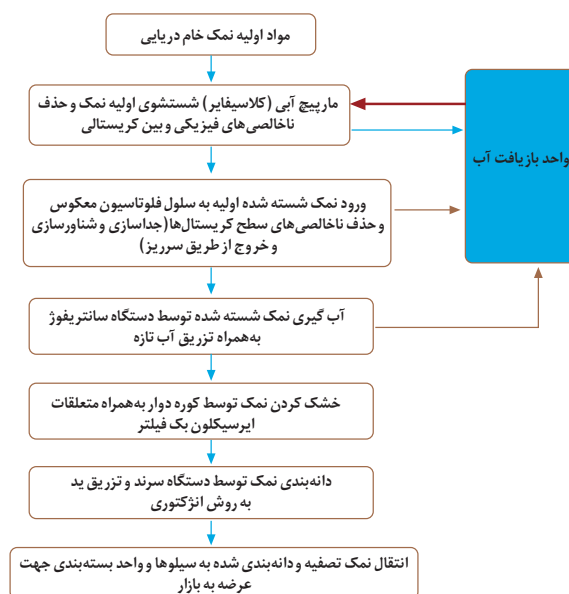 مواد اولیه نمک خام دریایی
مارپیچ آبی (کلاسیفایر) شستشوی اولیه نمک و حذف
ناخالصی‌های فیزیکی و بین کریستالی
واحد بازیافت آب
ورود نمک شسته شده اولیه به سلول فلوتاسیون معکوس
و حذف ناخالصی‌های سطح کریستال‌ها(جداسازی و شناورسازی
و خروج از طریق سرریز)
آب گیری نمک شسته شده توسط دستگاه سانتریفوژ
به‌همراه تزریق آب تازه
خشک کردن نمک توسط کوره دوار به‌همراه متعلقات
ایرسیکلون بک فیلتر
دانه‌بندی نمک توسط دستگاه سرند و تزریق ید
به روش انژکتوری
انتقال نمک تصفیه و دانه‌بندی شده به سیلوها و واحد بسته‌بندی جهت
عرضه به بازار